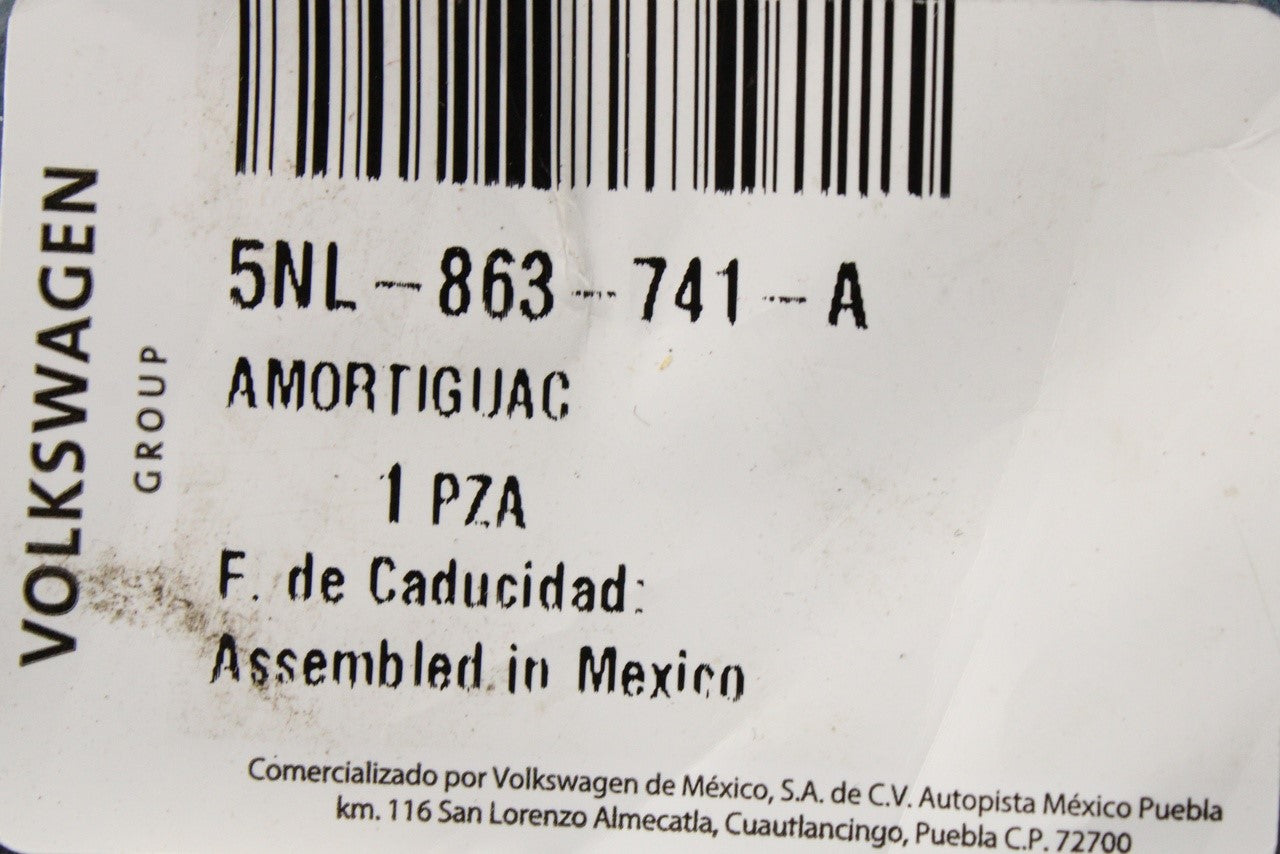 VOLKSWAGEN
GROUP
5NL-863-741-A
AMORTIGUAC
1 PZA
F. de Caducidad:
Assembled in Mexico
Comercializado por Volkswagen de México, S.A. de C.V. Autopista México Puebla
km. 116 San Lorenzo Almecatla, Cuautlancingo, Puebla C.P. 72700